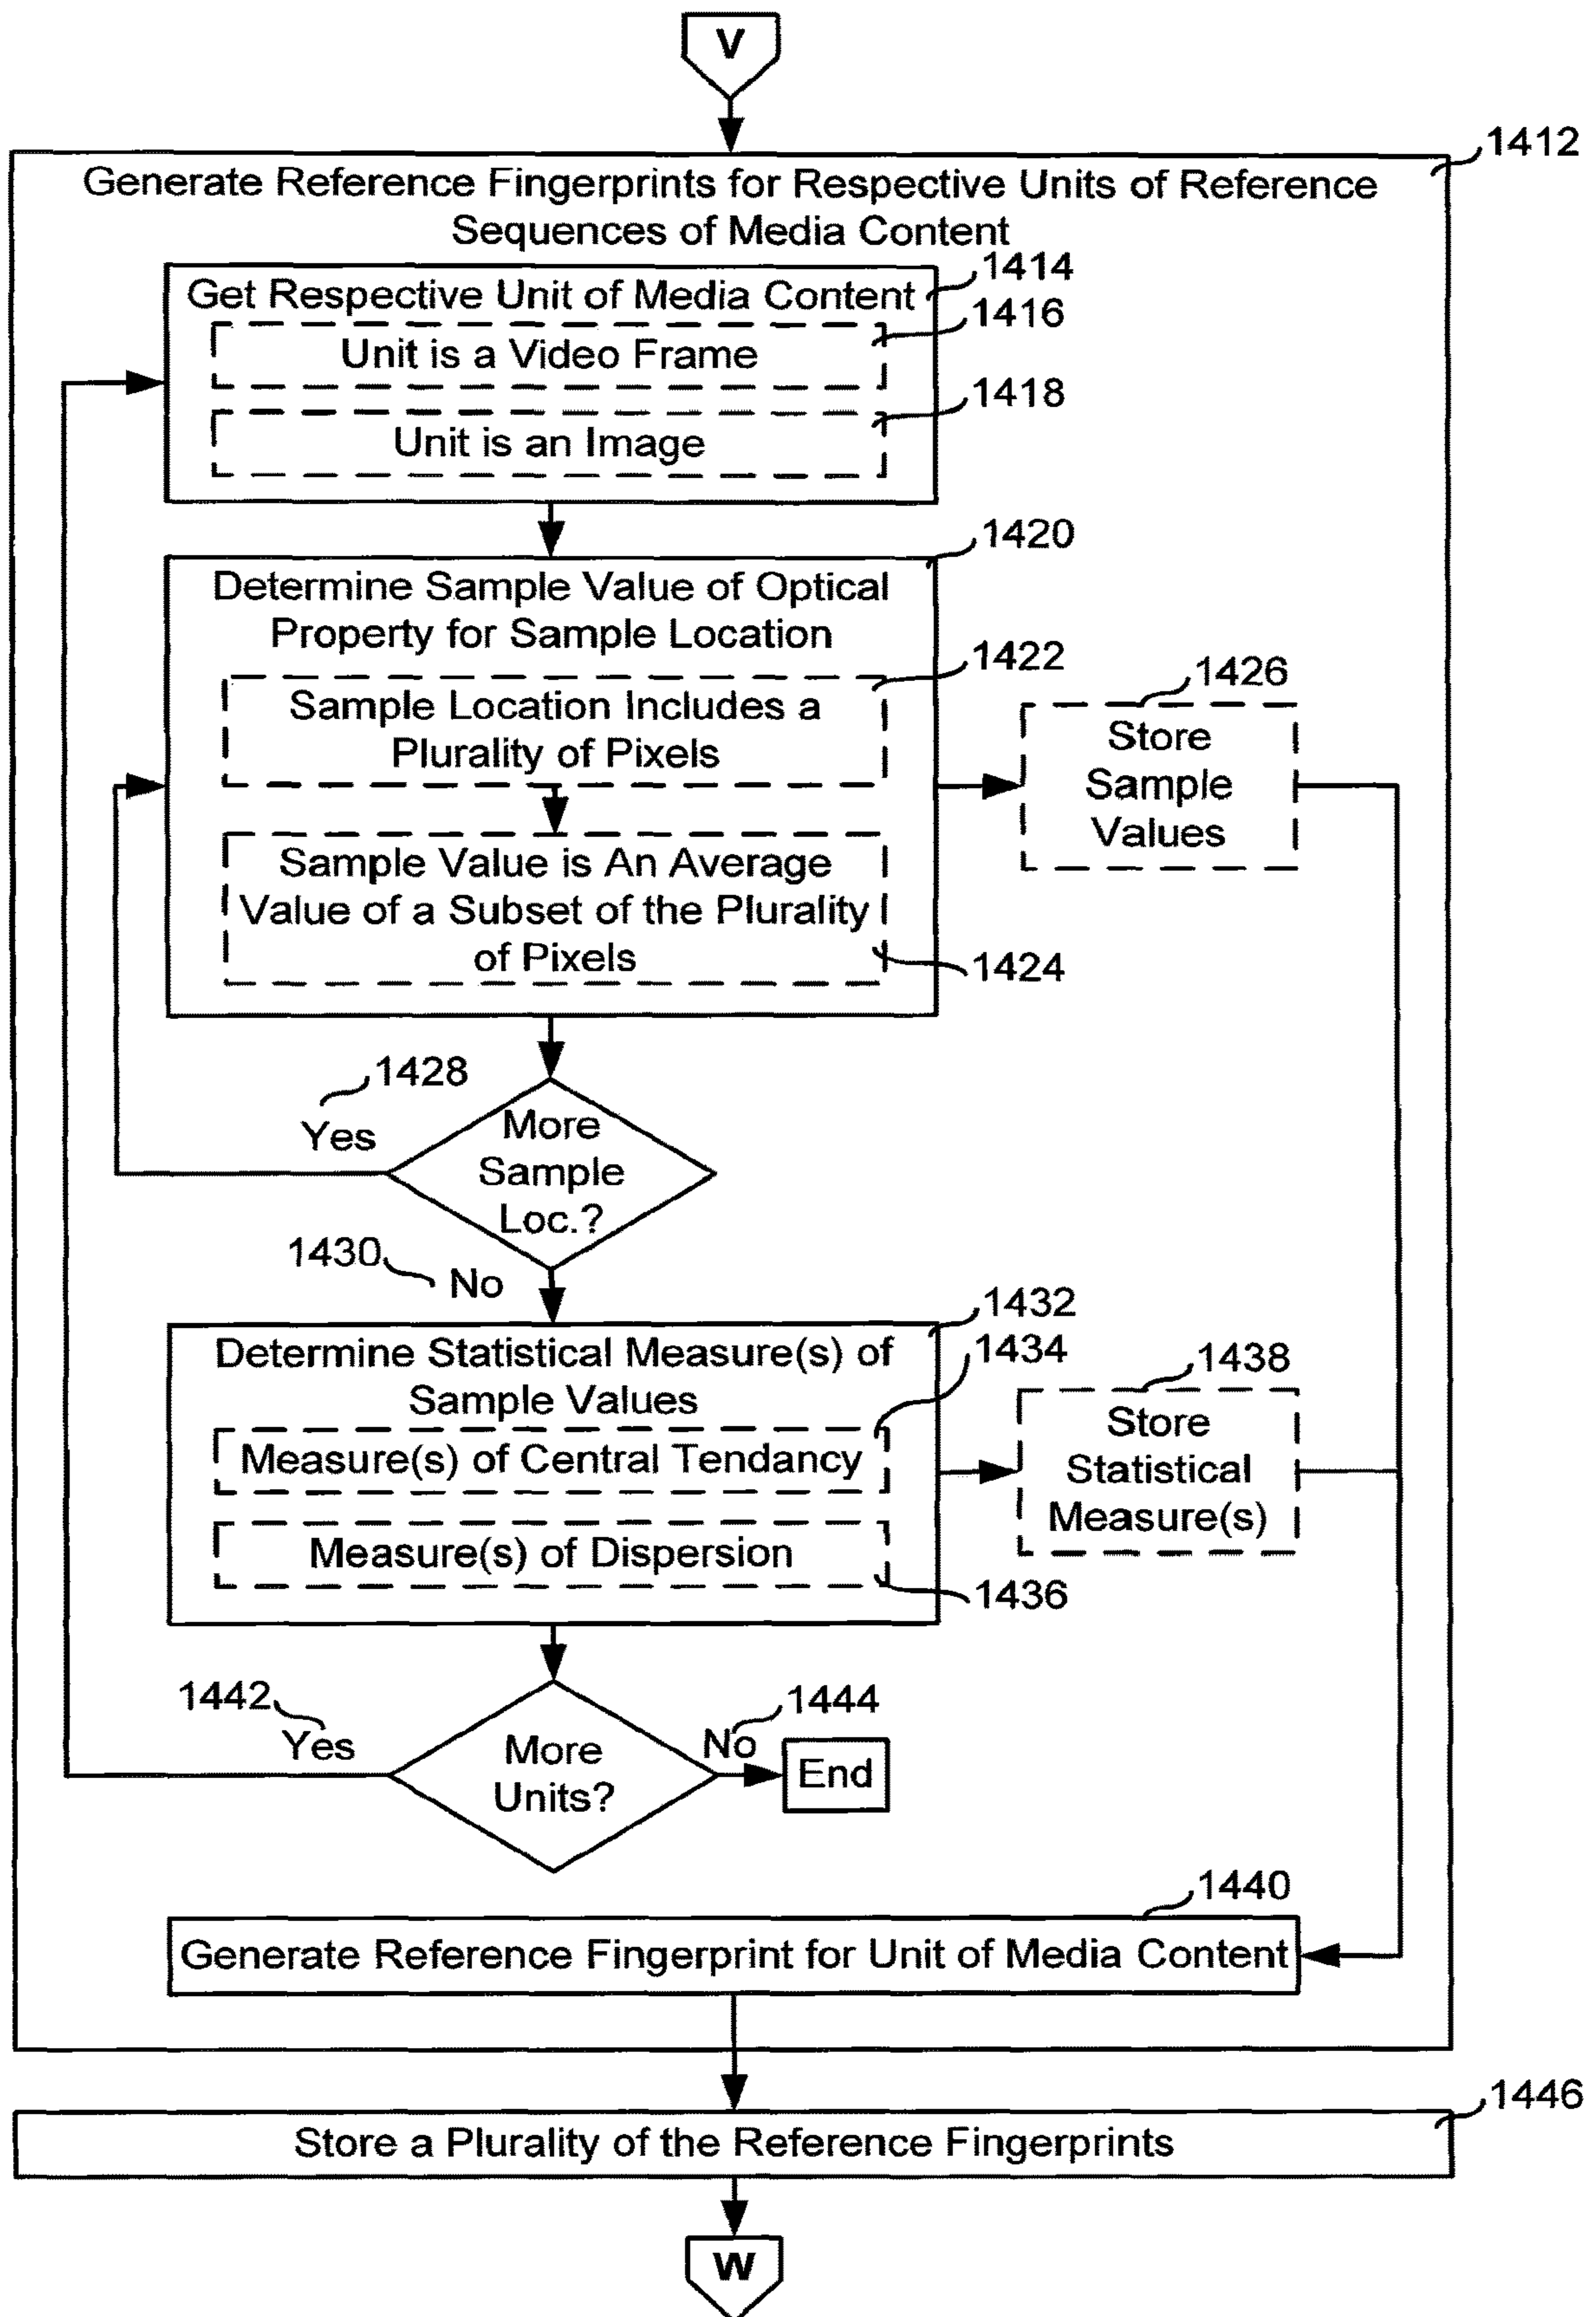 V
1412
Generate Reference Fingerprints for Respective Units of Reference
Sequences of Media Content
1414
Get Respective Unit of Media Content
1416
Unit is a Video Frame
1418
Unit is an Image
1420
Determine Sample Value of Optical
Property for Sample Location
1422
Sample Location Includes a
Plurality of Pixels
1426
Store
Sample
Values
Sample Value is An Average
Value of a Subset of the Plurality
of Pixels
1424
1428
Yes
More
Sample
Loc.?
1430
No
1432
Determine Statistical Measure(s) of
Sample Values
1434
Measure(s) of Central Tendancy
1438
Store
Statistical
Measure(s)
Measure(s) of Dispersion
1436
1442
Yes
More
Units?
1444
No
End
1440
Generate Reference Fingerprint for Unit of Media Content
1446
Store a Plurality of the Reference Fingerprints
W